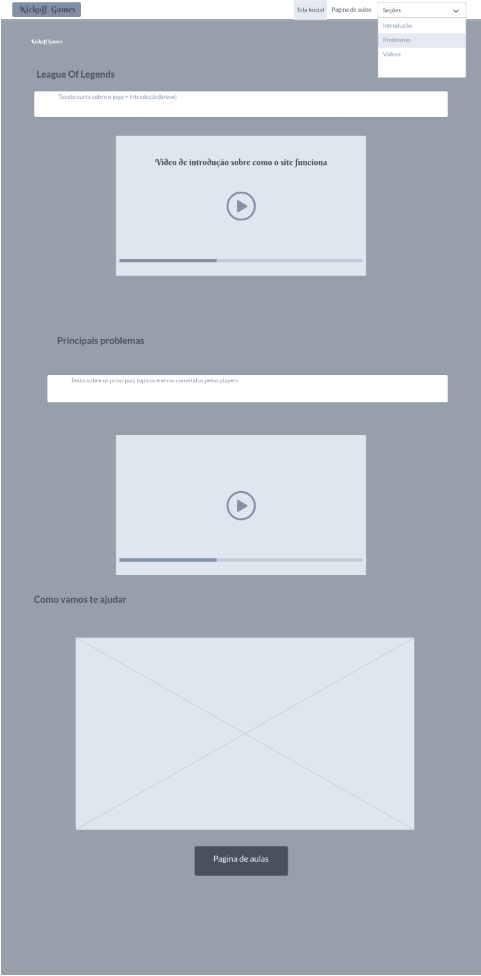 Kickoff Games
Tela Inicial
Pagina de aulas
Seções
Introdução
Problemas
Videos
Kickoff Games
League Of Legends
Texto curto sobre o jogo + introdução(breve)
Video de introdução sobre como o site funciona
Principais problemas
Texto sobre os principais topicos e erros cometidos pelos players
Como vamos te ajudar
Pagina de aulas